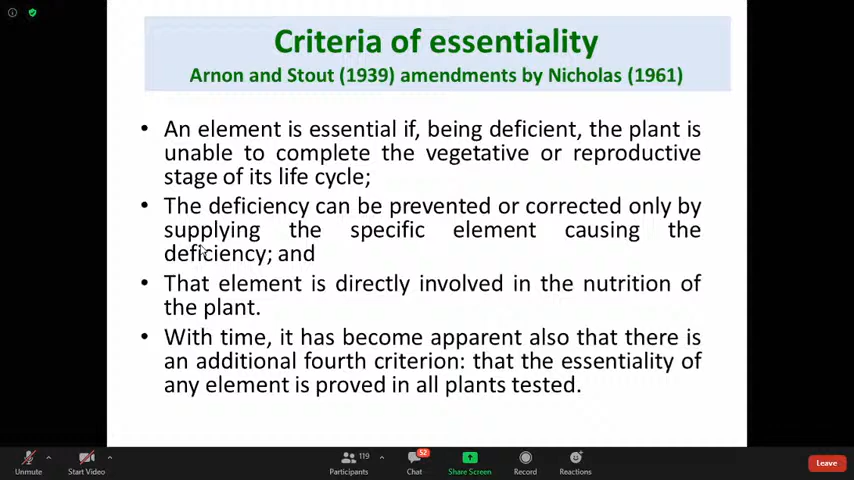 Criteria of essentiality
Arnon and Stout (1939) amendments by Nicholas (1961)
• An element is essential if, being deficient, the plant is
unable to complete the vegetative or reproductive
stage of its life cycle;
• The deficiency can be prevented or corrected only by
supplying the specific element causing the
deficiency; and
• That element is directly involved in the nutrition of
the plant.
• With time, it has become apparent also that there is
an additional fourth criterion: that the essentiality of
any element is proved in all plants tested.
Unmute
Start Video
119
Participants
52
Chat
Share Screen
Record
Reactions
Leave